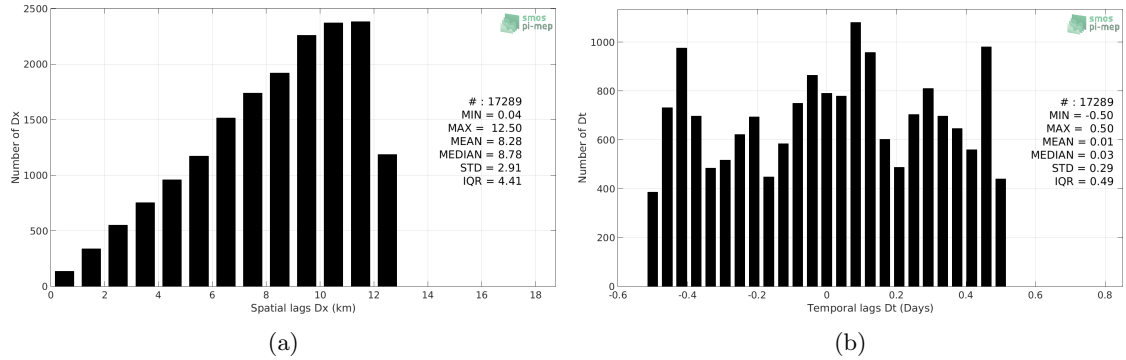 2500
2000
1500
1000
500
0
0 2 4 6 8 10 12 14 16 18
Number of Dx
Spatial lags Dx (km)
smos
pi-mep
# : 17289
MIN = 0.04
MAX = 12.50
MEAN = 8.28
MEDIAN = 8.78
STD = 2.91
IQR = 4.41
(a)
1000
800
600
400
200
0
-0.6 -0.4 -0.2 0 0.2 0.4 0.6 0.8
Number of Dt
Temporal lags Dt (Days)
smos
pi-mep
# : 17289
MIN = -0.50
MAX = 0.50
MEAN = 0.01
MEDIAN = 0.03
STD = 0.29
IQR = 0.49
(b)